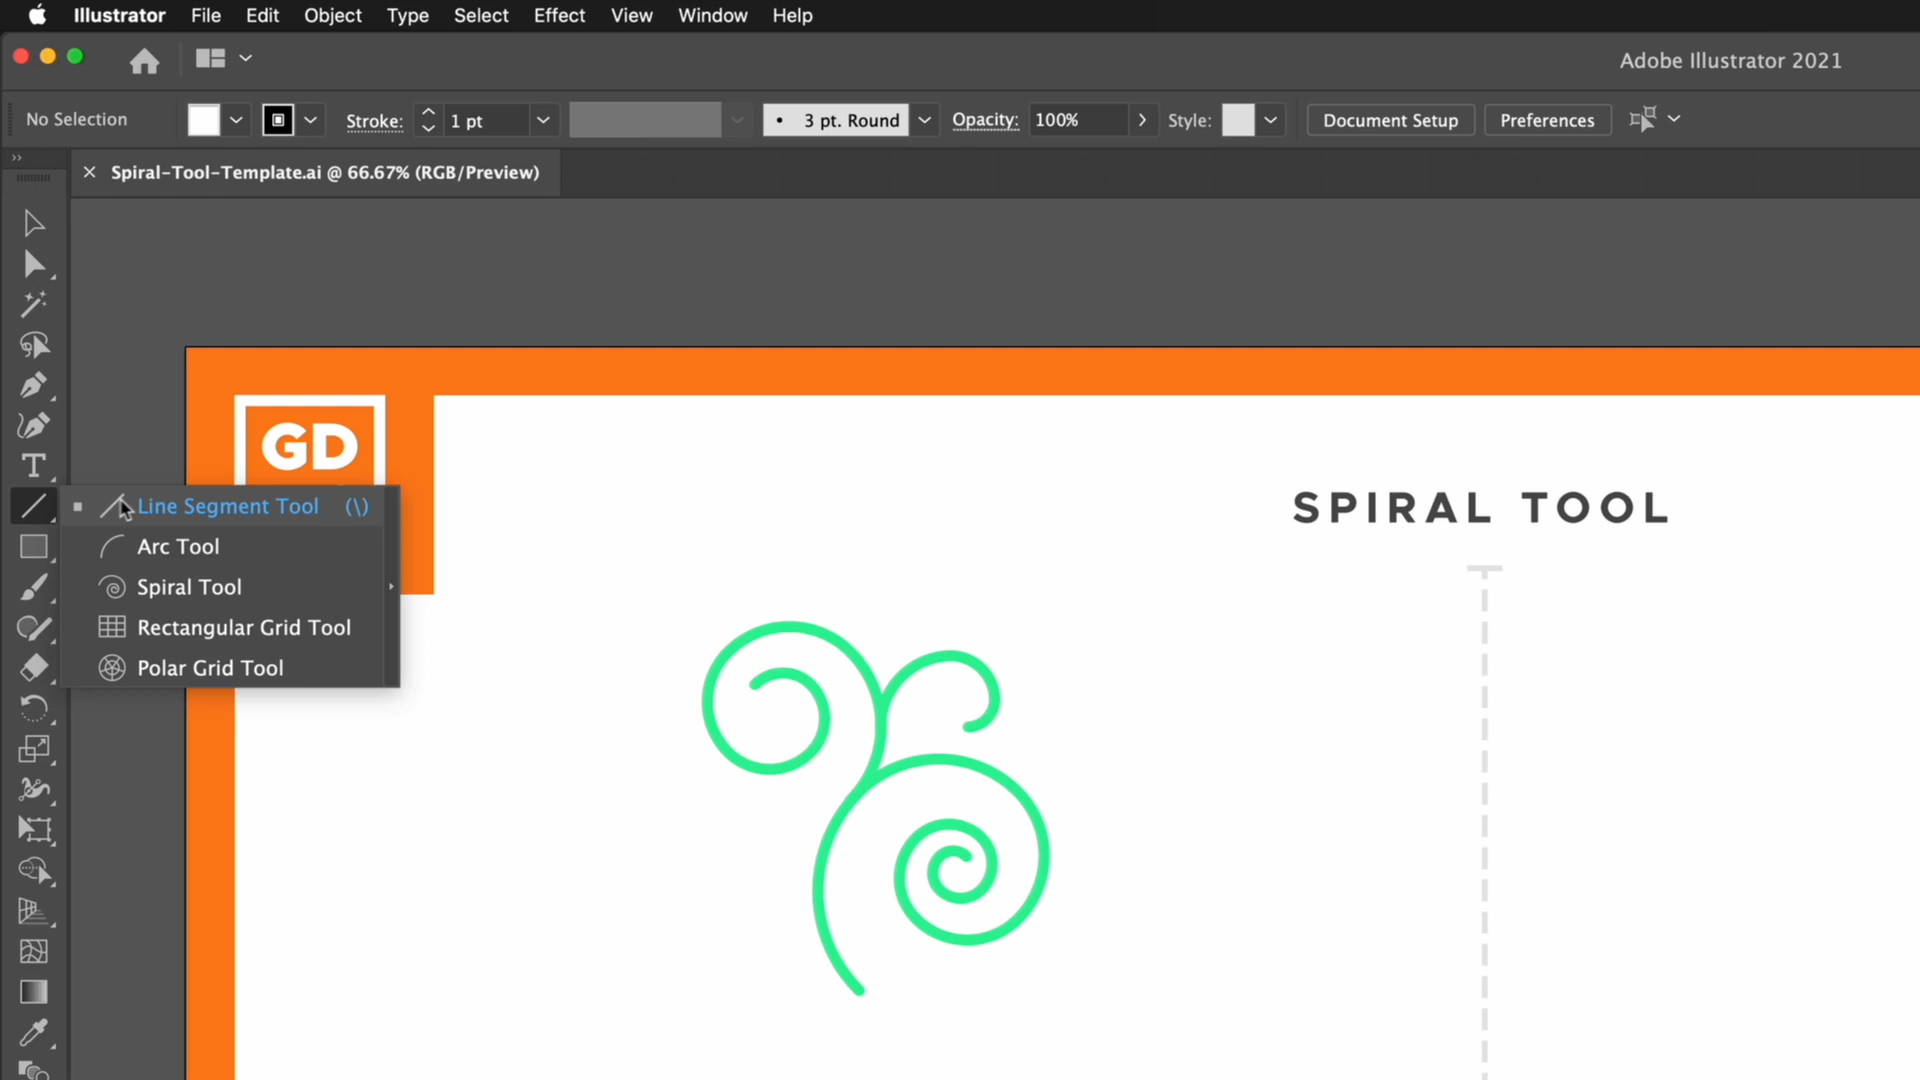 Illustrator File Edit Object Type Select Effect View Window Help
Adobe Illustrator 2021
No Selection Stroke: 1 pt 3 pt. Round Opacity: 100% Style: Document Setup Preferences
Spiral-Tool-Template.ai @ 66.67% (RGB/Preview)
GD
Line Segment Tool (\)
Arc Tool
Spiral Tool
Rectangular Grid Tool
Polar Grid Tool
SPIRAL TOOL